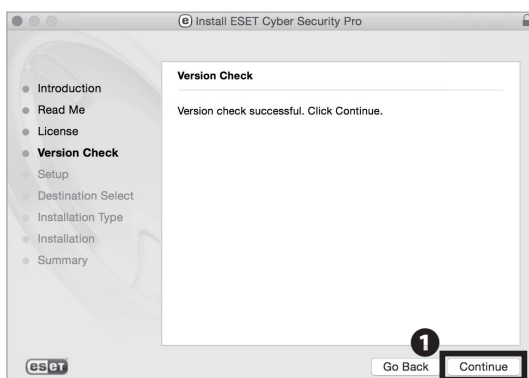 e Install ESET Cyber Security Pro
Introduction
Read Me
License
Version Check
Setup
Destination Select
Installation Type
Installation
Summary
Version Check
Version check successful. Click Continue.
1
Go Back Continue
eset